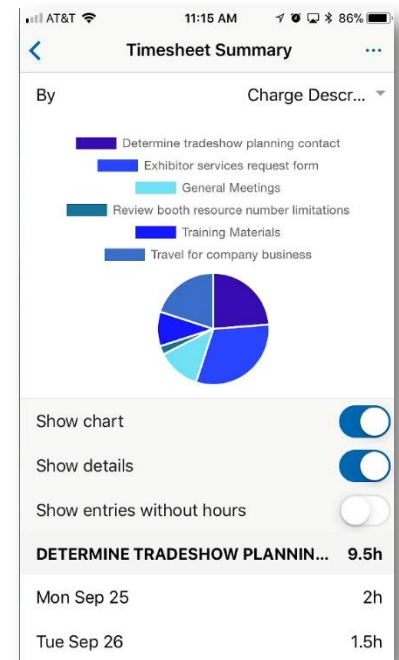 AT&T 11:15 AM 86%
Timesheet Summary ...
By Charge Descr...
Determine tradeshow planning contact
Exhibitor services request form
General Meetings
Review booth resource number limitations
Training Materials
Travel for company business
Show chart
Show details
Show entries without hours
DETERMINE TRADESHOW PLANNIN... 9.5h
Mon Sep 25 2h
Tue Sep 26 1.5h